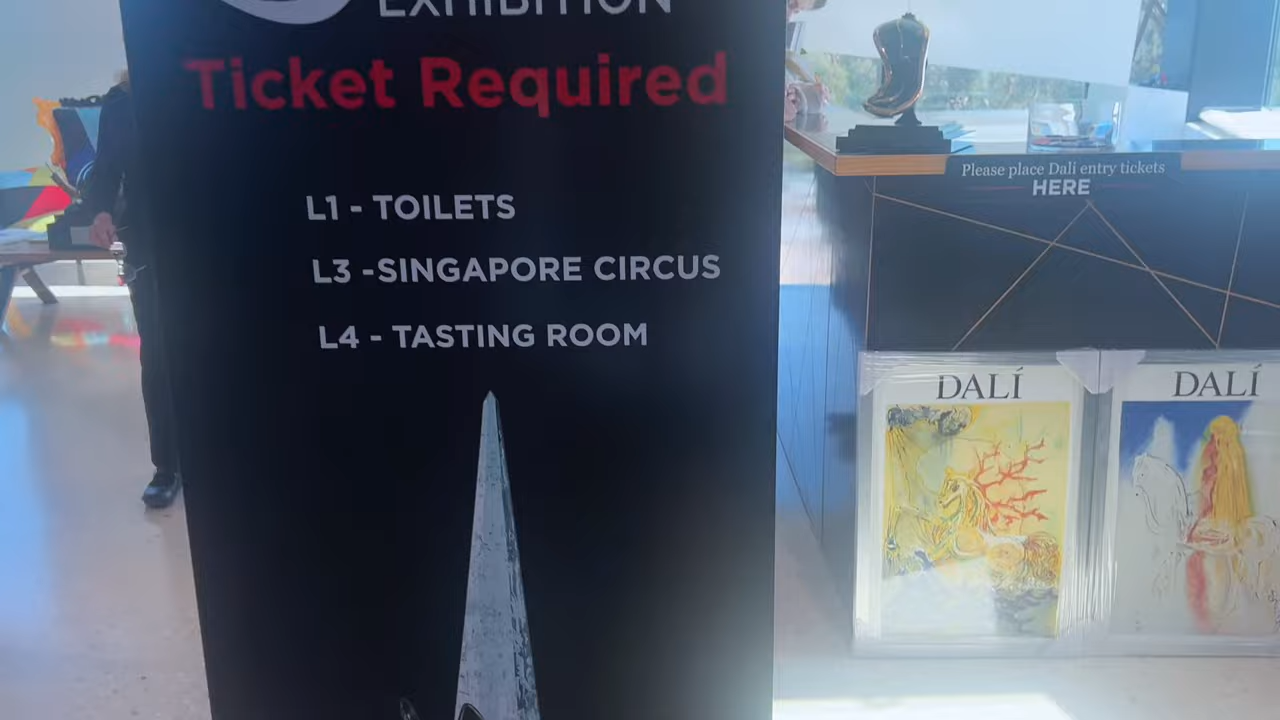 EXHIBITION
Ticket Required
L1 - TOILETS
L3 -SINGAPORE CIRCUS
L4 - TASTING ROOM
Please place Dali entry tickets
HERE
DALÍ
DALÍ